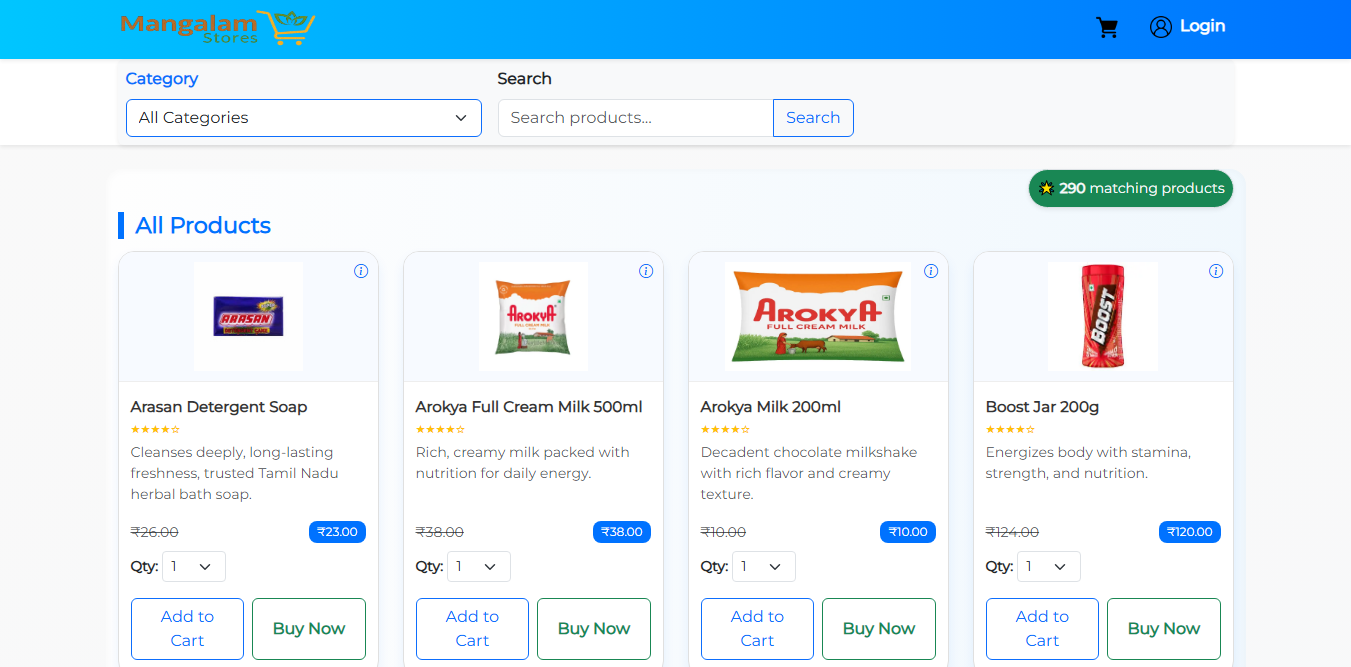 Mangalam
Stores
Login
Category
Search
All Categories
Search products...
Search
290 matching products
All Products
ARASAN
AROKYA
FULL CREAM MILK
AROKYA
FULL CREAM MILK
BOOST
Arasan Detergent Soap
★★★★☆
Cleanses deeply, long-lasting
freshness, trusted Tamil Nadu
herbal bath soap.
₹26.00 ₹23.00
Qty: 1
Add to
Cart
Buy Now
Arokya Full Cream Milk 500ml
★★★★☆
Rich, creamy milk packed with
nutrition for daily energy.
₹38.00 ₹38.00
Qty: 1
Add to
Cart
Buy Now
Arokya Milk 200ml
★★★★☆
Decadent chocolate milkshake
with rich flavor and creamy
texture.
₹10.00 ₹10.00
Qty: 1
Add to
Cart
Buy Now
Boost Jar 200g
★★★★☆
Energizes body with stamina,
strength, and nutrition.
₹124.00 ₹120.00
Qty: 1
Add to
Cart
Buy Now